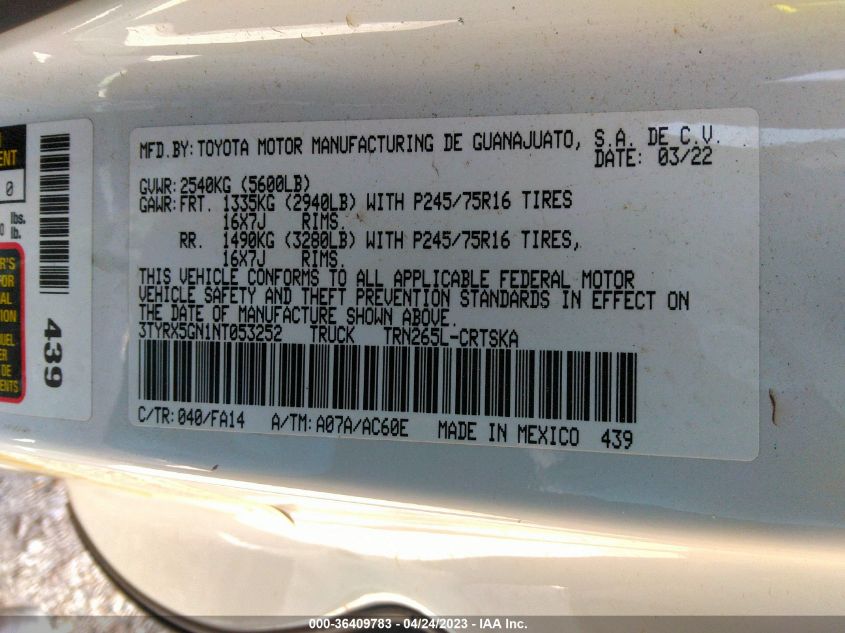 MFD.BY: TOYOTA MOTOR MANUFACTURING DE GUANAJUATO, S.A. DE C.V.
DATE: 03/22
GVWR: 2540KG (5600LB)
GAWR: FRT. 1335KG (2940LB) WITH P245/75R16 TIRES
16X7J RIMS.
RR. 1490KG (3280LB) WITH P245/75R16 TIRES,
16X7J RIMS.
THIS VEHICLE CONFORMS TO ALL APPLICABLE FEDERAL MOTOR
VEHICLE SAFETY AND THEFT PREVENTION STANDARDS IN EFFECT ON
THE DATE OF MANUFACTURE SHOWN ABOVE.
3TYRX5GN1NT053252 TRUCK TRN265L-CRTSKA
C/TR: 040/FA14 A/TM: A07A/AC60E MADE IN MEXICO 439
0
lbs.
lb.
439
DE
000-36409783 - 04/24/2023 - IAA Inc.